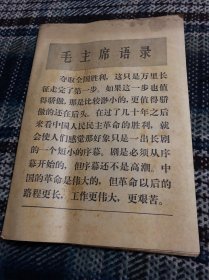 毛主席语录
夺取全国胜利，这只是万里长
征走完了第一步。如果这一步也值
得骄傲，那是比较渺小的，更值得骄
傲的还在后头。在过了几十年之后
来看中国人民民主革命的胜利，就
会使人们感觉那好象只是一出长剧
的一个短小的序幕。剧是必须从序
幕开始的，但序幕还不是高潮。中
国的革命是伟大的，但革命以后的
路程更长，工作更伟大，更艰苦。